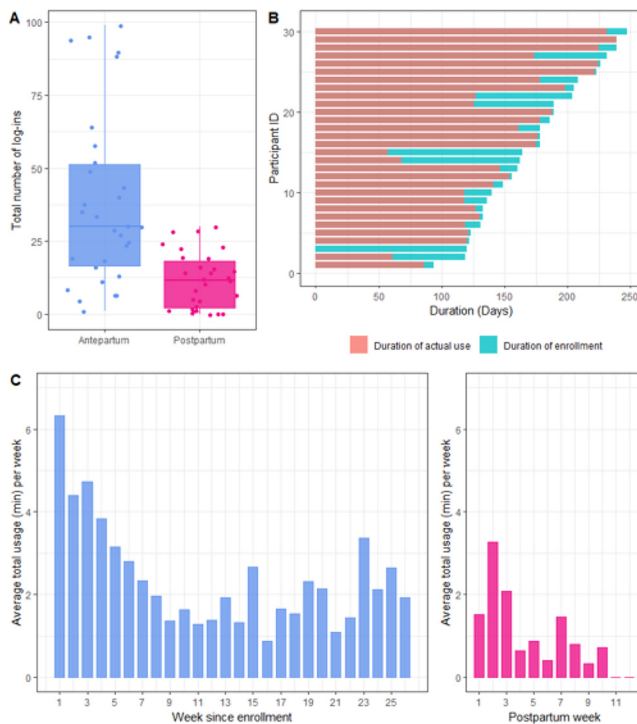 A
Total number of log-ins
100
75
50
25
0
Antepartum
Postpartum
B
Participant ID
30
20
10
0
0 50 100 150 200 250
Duration (Days)
Duration of actual use
Duration of enrollment
C
Average total usage (min) per week
6
4
2
0
1 3 5 7 9 11 13 15 17 19 21 23 25
Week since enrollment
Average total usage (min) per week
6
4
2
0
1 3 5 7 9 11
Postpartum week